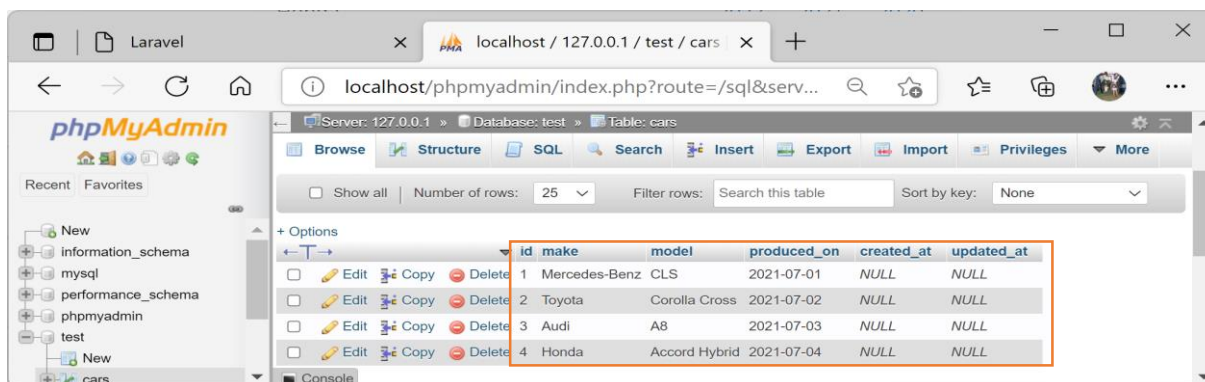 Laravel
localhost / 127.0.0.1 / test / cars
localhost/phpmyadmin/index.php?route=/sql&serv...
phpMyAdmin
Recent Favorites
New
information_schema
mysql
performance_schema
phpmyadmin
test
New
cars
Server: 127.0.0.1 » Database: test » Table: cars
Browse Structure SQL Search Insert Export Import Privileges More
Show all Number of rows: 25 Filter rows: Search this table Sort by key: None
+ Options
id make model produced_on created_at updated_at
Edit Copy Delete 1 Mercedes-Benz CLS 2021-07-01 NULL NULL
Edit Copy Delete 2 Toyota Corolla Cross 2021-07-02 NULL NULL
Edit Copy Delete 3 Audi A8 2021-07-03 NULL NULL
Edit Copy Delete 4 Honda Accord Hybrid 2021-07-04 NULL NULL
Console